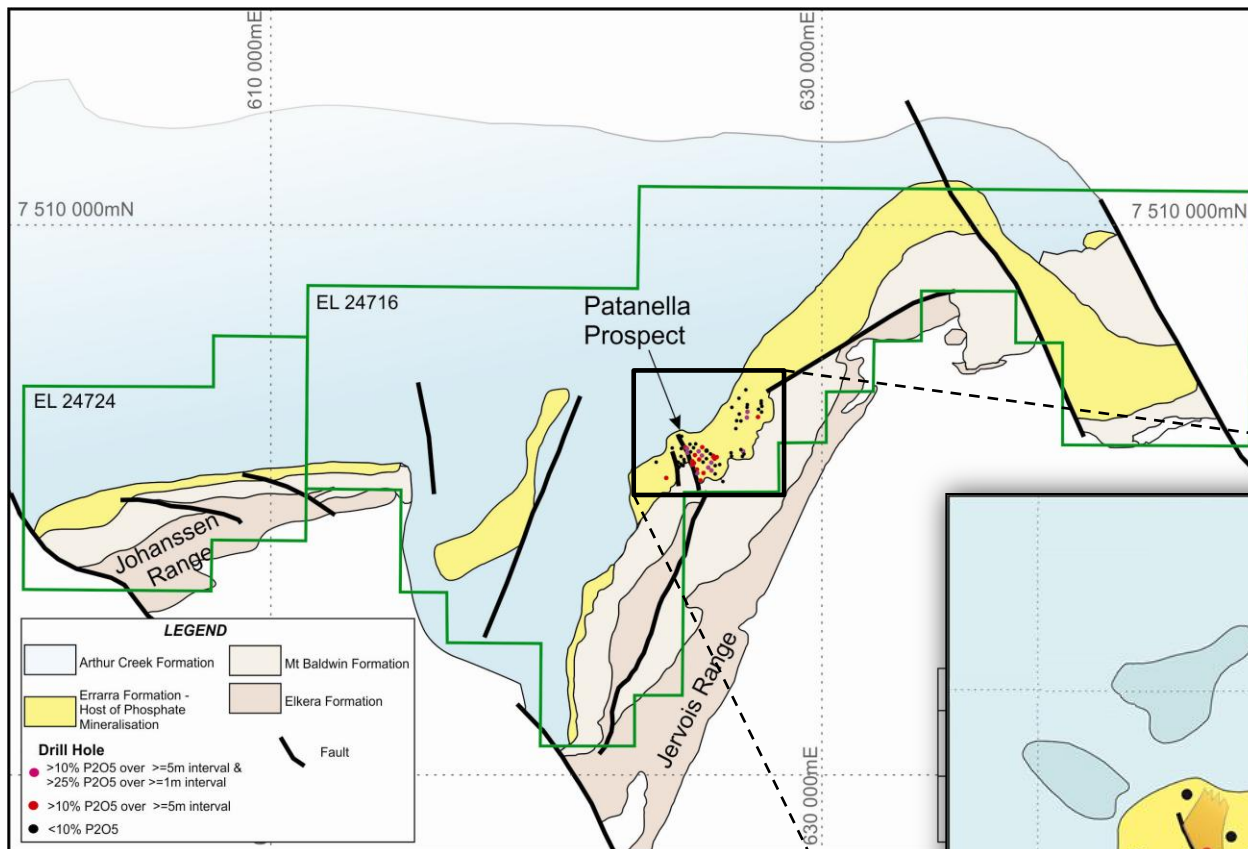 610 000mE
630 000mE
7 510 000mN
7 510 000mN
EL 24716
Patanella
Prospect
EL 24724
Johanssen
Range
Jervois Range
630 000mE
LEGEND
Arthur Creek Formation
Mt Baldwin Formation
Errarra Formation -
Host of Phosphate
Mineralisation
Elkera Formation
Drill Hole
Fault
>10% P2O5 over >=5m interval &
>25% P2O5 over >=1m interval
>10% P2O5 over >=5m interval
<10% P2O5